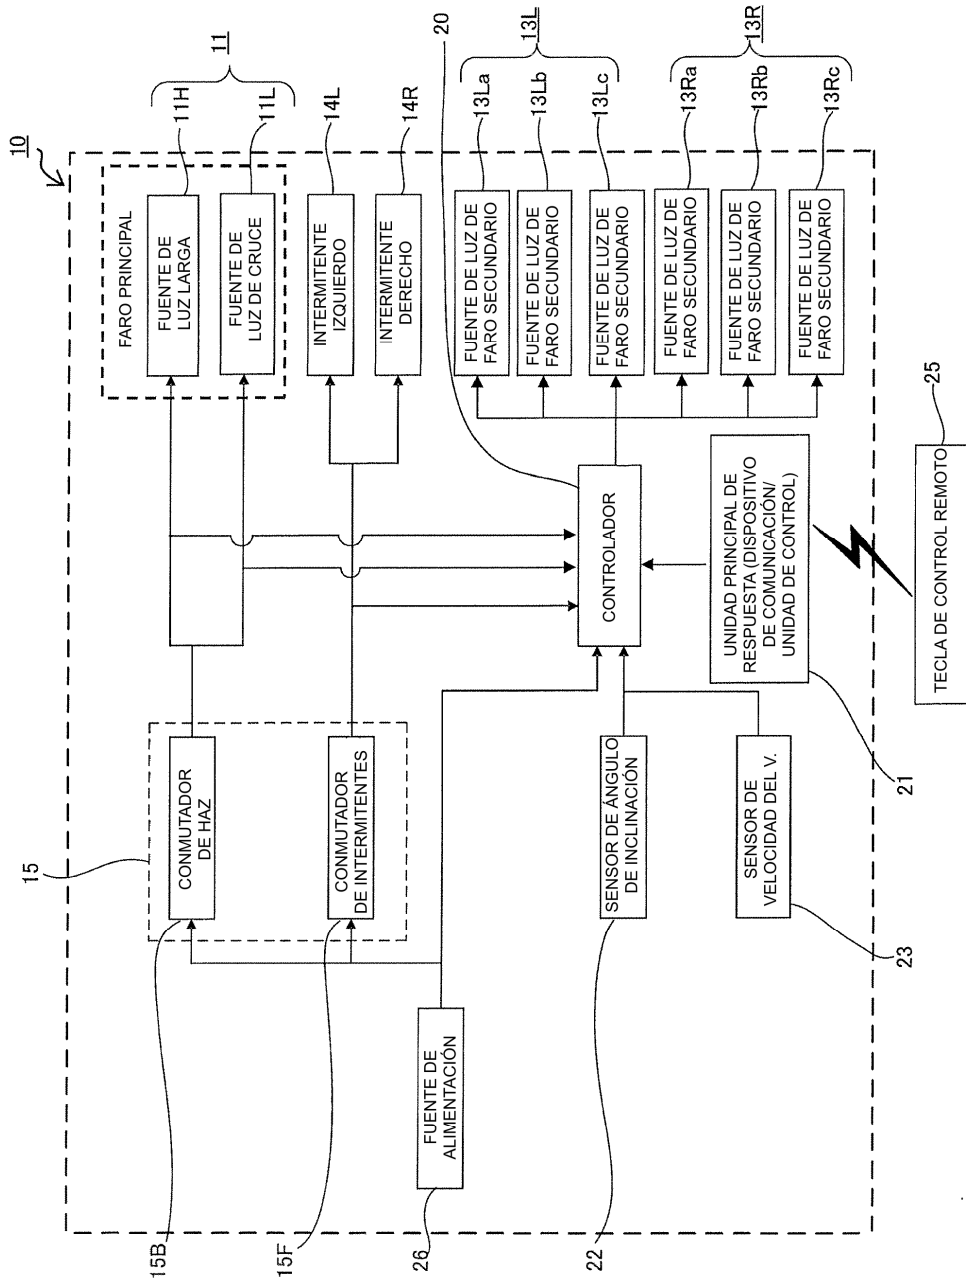 10
11
11H
11L
14L
14R
20
13L
13La
13Lb
13Lc
13R
13Ra
13Rb
13Rc
FARO PRINCIPAL
FUENTE DE
LUZ LARGA
FUENTE DE
LUZ DE CRUCE
INTERMITENTE
IZQUIERDO
INTERMITENTE
DERECHO
FUENTE DE LUZ DE
FARO SECUNDARIO
FUENTE DE LUZ DE
FARO SECUNDARIO
FUENTE DE LUZ DE
FARO SECUNDARIO
FUENTE DE LUZ DE
FARO SECUNDARIO
FUENTE DE LUZ DE
FARO SECUNDARIO
FUENTE DE LUZ DE
FARO SECUNDARIO
CONTROLADOR
UNIDAD PRINCIPAL DE
RESPUESTA (DISPOSITIVO
DE COMUNICACIÓN/
UNIDAD DE CONTROL)
21
25
TECLA DE CONTROL REMOTO
15
CONMUTADOR
DE HAZ
CONMUTADOR
DE INTERMITENTES
SENSOR DE ÁNGULO
DE INCLINACIÓN
SENSOR DE
VELOCIDAD DEL V.
23
FUENTE DE
ALIMENTACIÓN
15B
15F
26
22